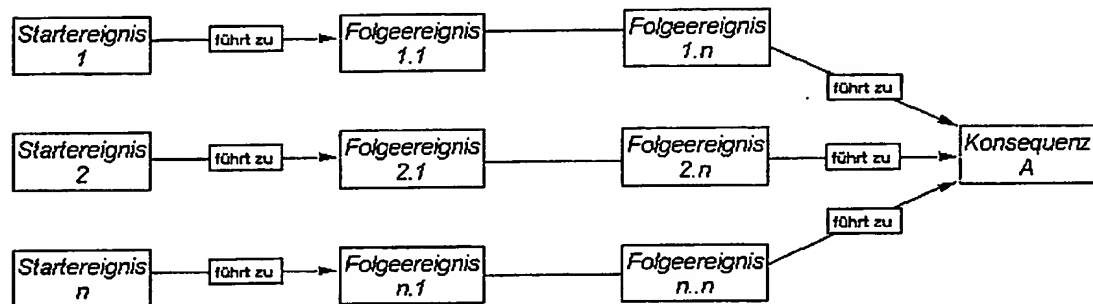 Startereignis
1
führt zu
Folgeereignis
1.1
Folgeereignis
1.n
führt zu
Startereignis
2
führt zu
Folgeereignis
2.1
Folgeereignis
2.n
führt zu
Konsequenz
A
Startereignis
n
führt zu
Folgeereignis
n.1
Folgeereignis
n..n
führt zu